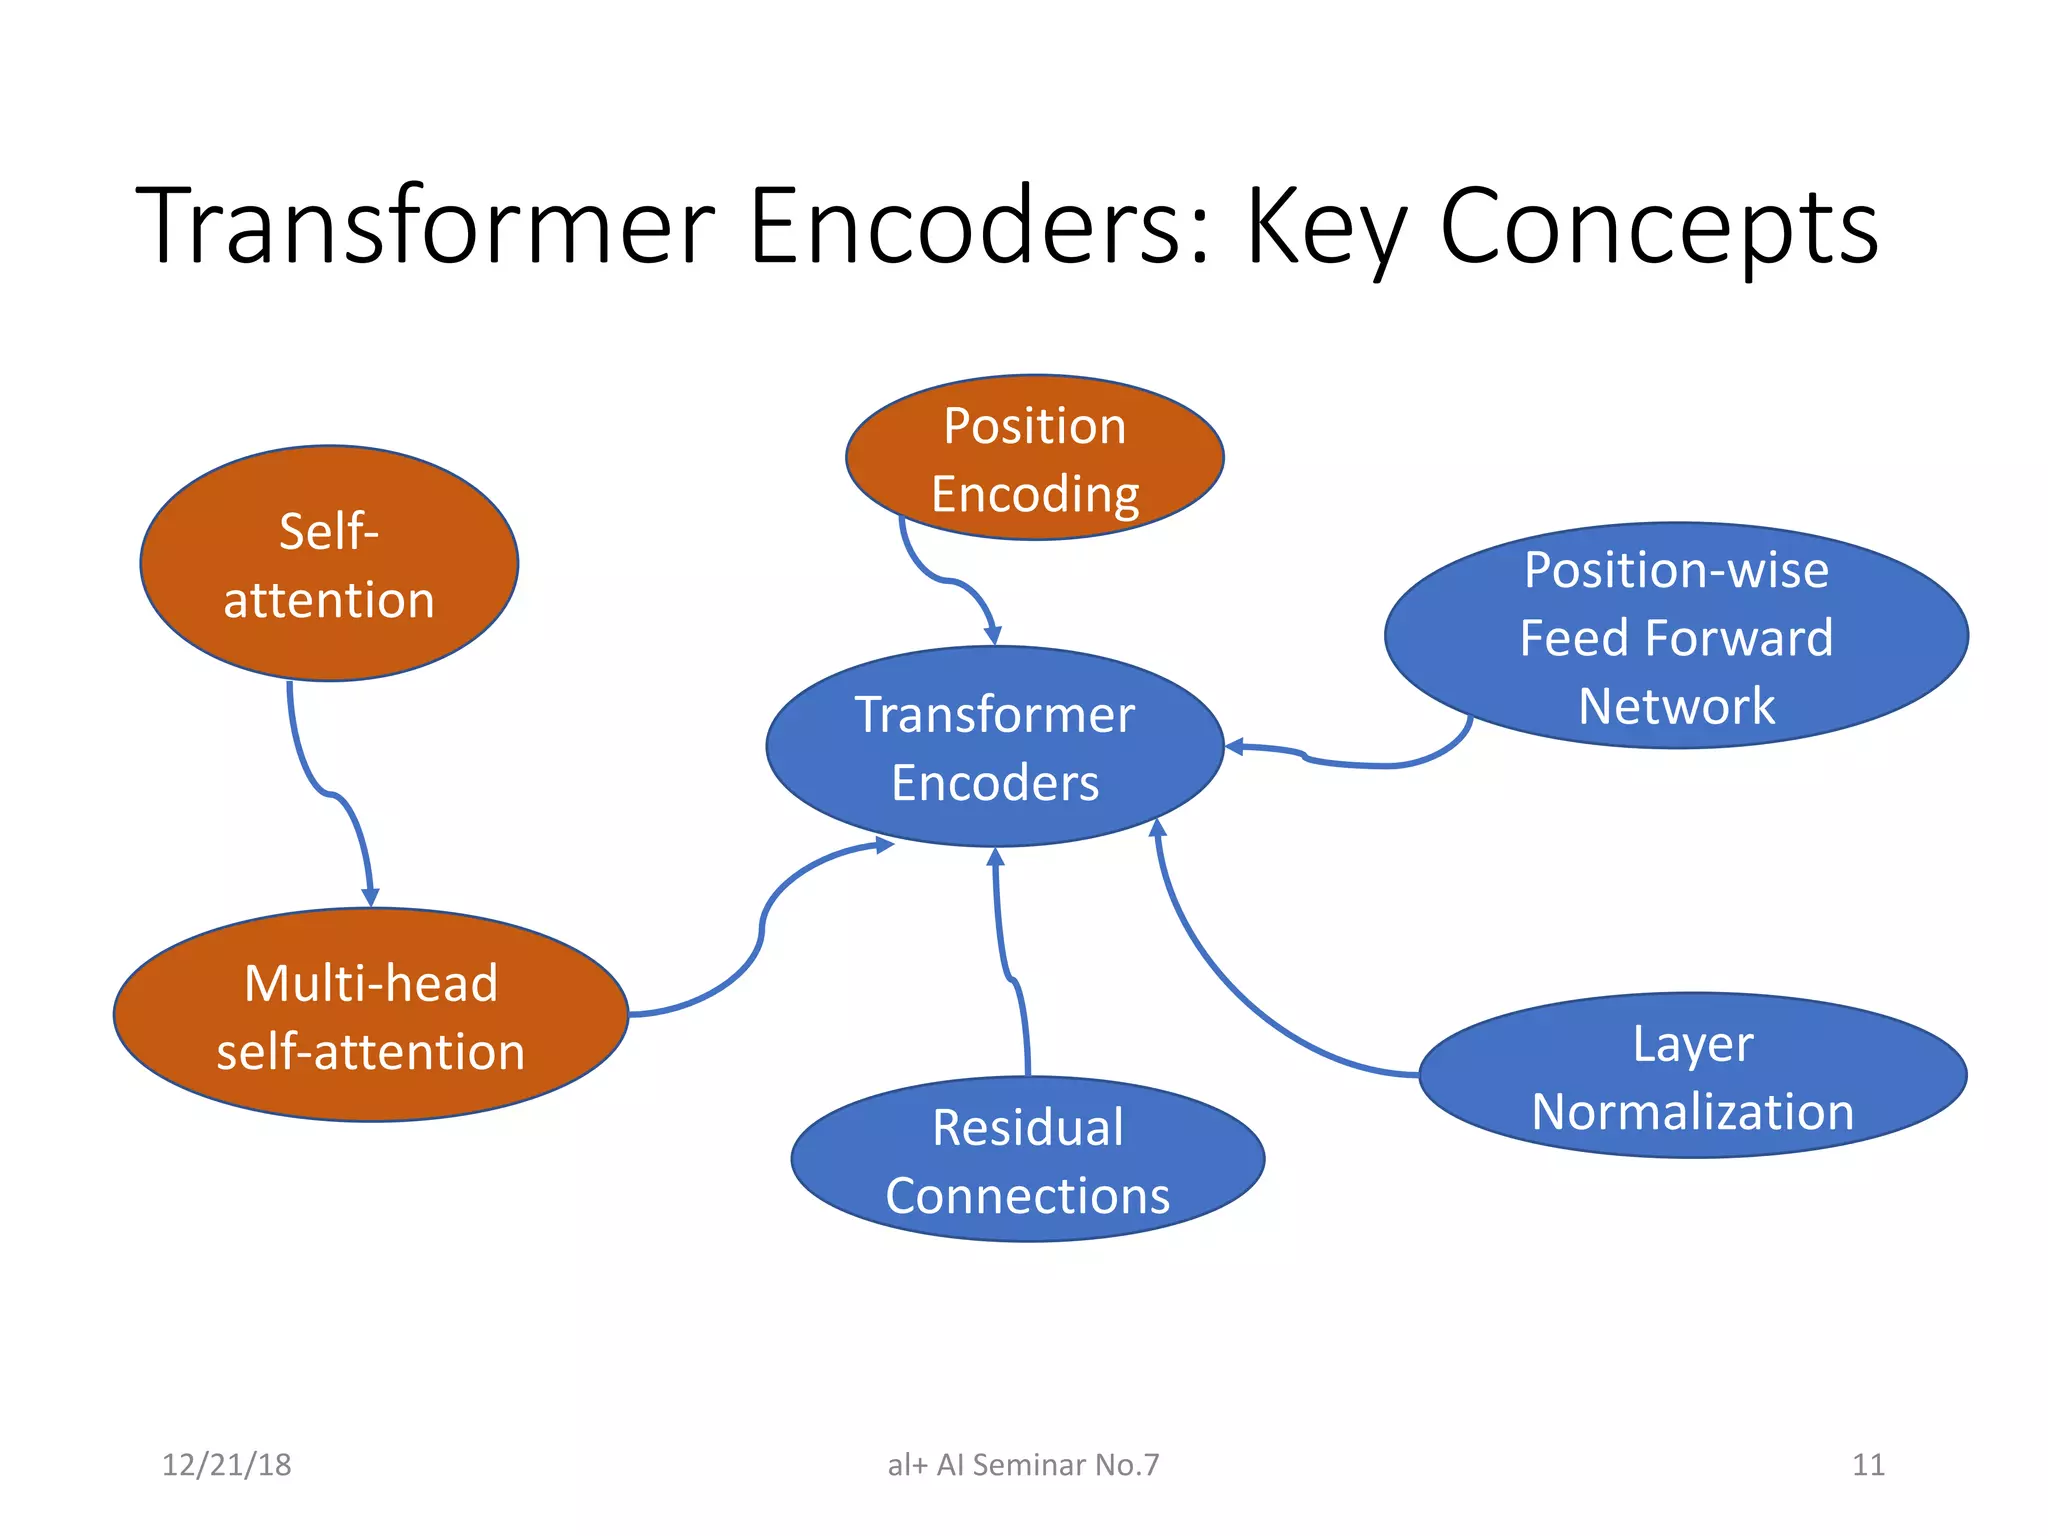 Transformer Encoders: Key Concepts
Position
Encoding
Self-
attention
Position-wise
Feed Forward
Network
Transformer
Encoders
Multi-head
self-attention
Layer
Normalization
Residual
Connections
12/21/18
al+ AI Seminar No.7
11